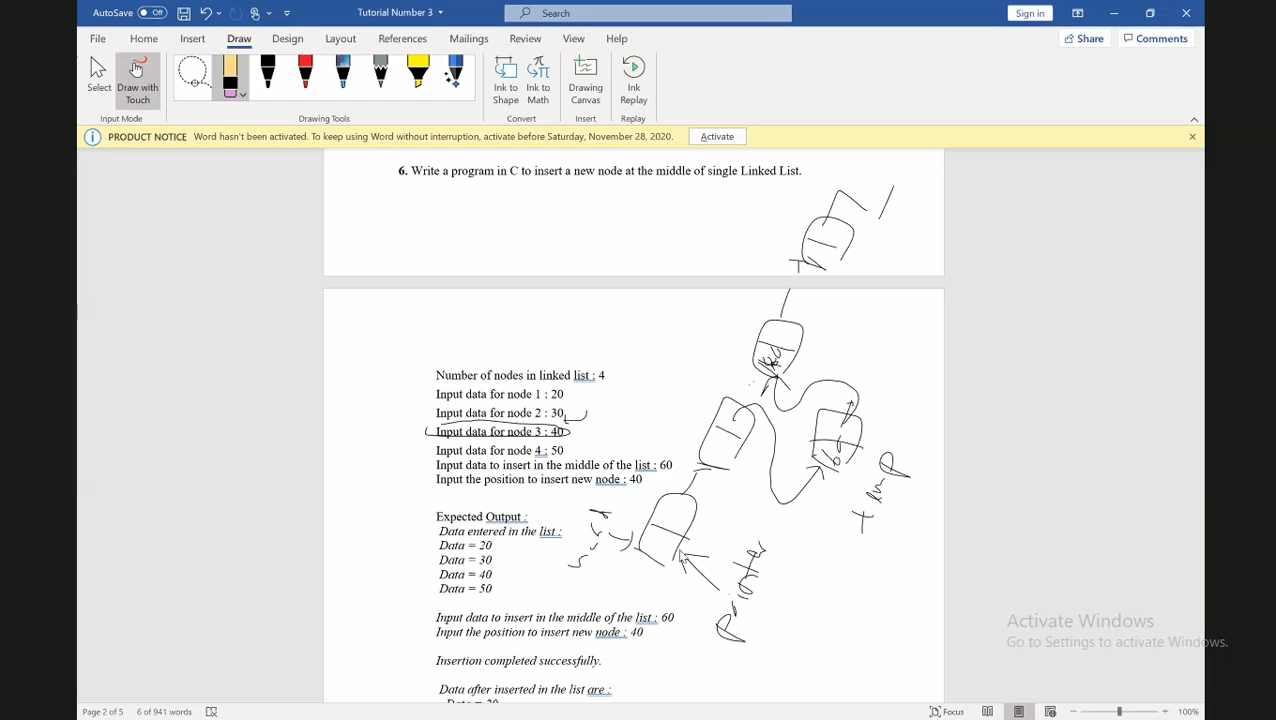 AutoSave Off
Tutorial Number 3
Search
Sign in
File Home Insert Draw Design Layout References Mailings Review View Help
Share Comments
Select
Draw with Touch
Ink to Shape
Ink to Math
Drawing Canvas
Ink Replay
Input Mode
Drawing Tools
Convert
Insert
Replay
PRODUCT NOTICE Word hasn't been activated. To keep using Word without interruption, activate before Saturday, November 28, 2020. Activate
6. Write a program in C to insert a new node at the middle of single Linked List.
Number of nodes in linked list : 4
Input data for node 1 : 20
Input data for node 2 : 30
Input data for node 3 : 40
Input data for node 4 : 50
Input data to insert in the middle of the list : 60
Input the position to insert new node : 40
Expected Output :
Data entered in the list :
Data = 20
Data = 30
Data = 40
Data = 50
Input data to insert in the middle of the list : 60
Input the position to insert new node : 40
Insertion completed successfully.
Data after inserted in the list are :
Data = 20
60
temp
Pointer
Activate Windows
Go to Settings to activate Windows.
Page 2 of 5 6 of 941 words
Focus
100%